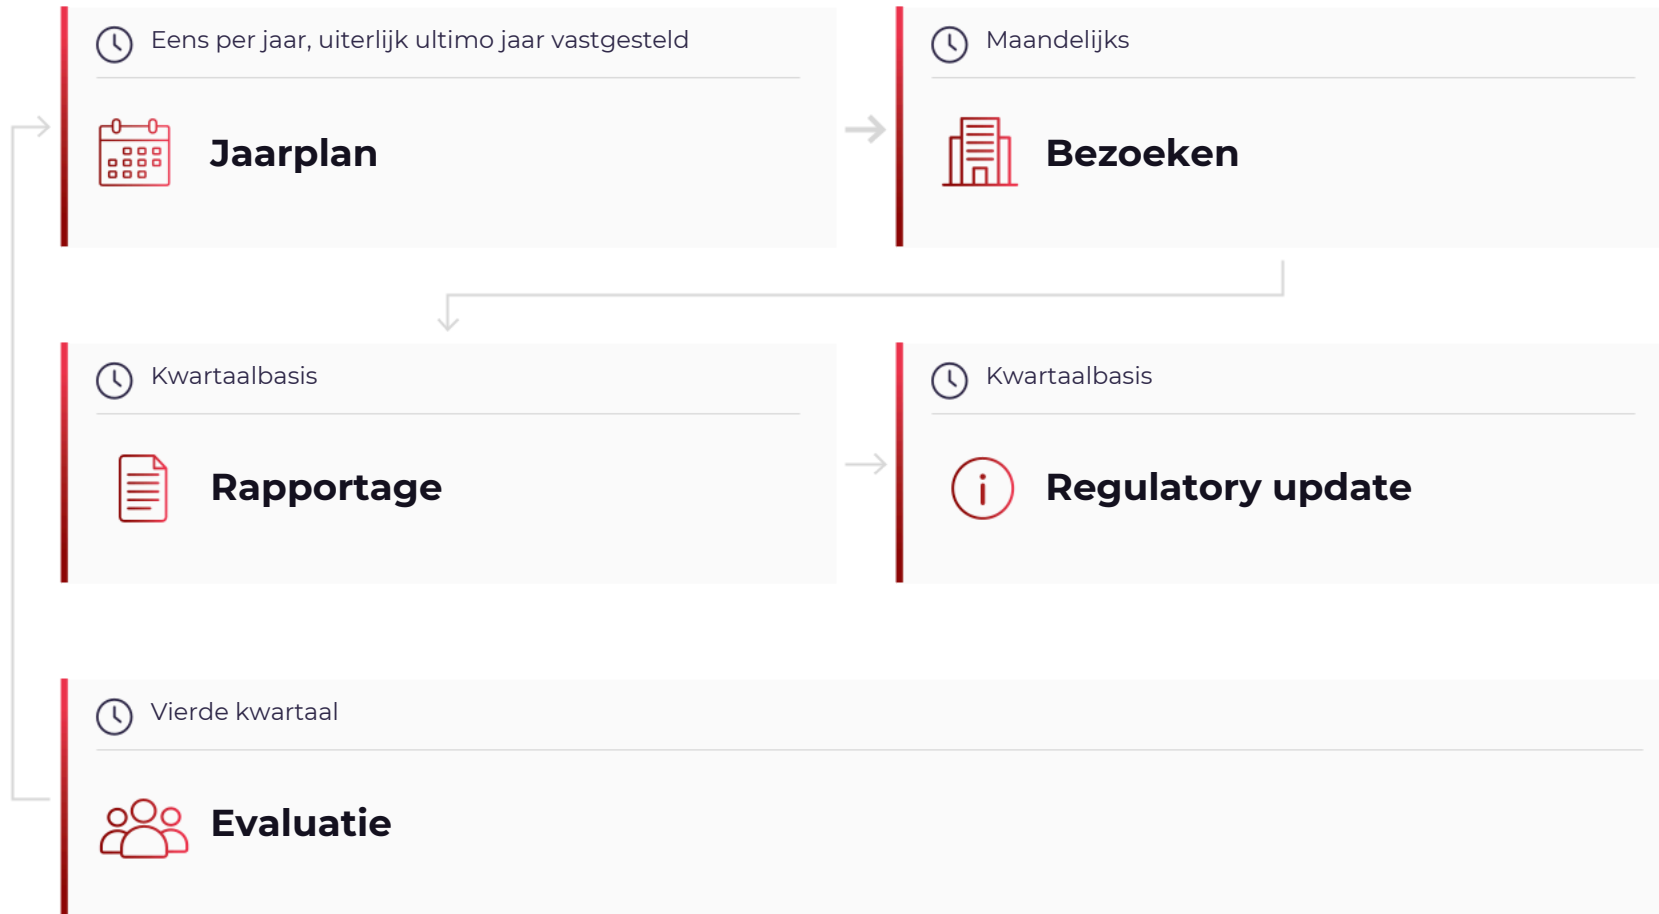 Eens per jaar, uiterlijk ultimo jaar vastgesteld
Jaarplan
Maandelijks
Bezoeken
Kwartaalbasis
Rapportage
Kwartaalbasis
Regulatory update
Vierde kwartaal
Evaluatie